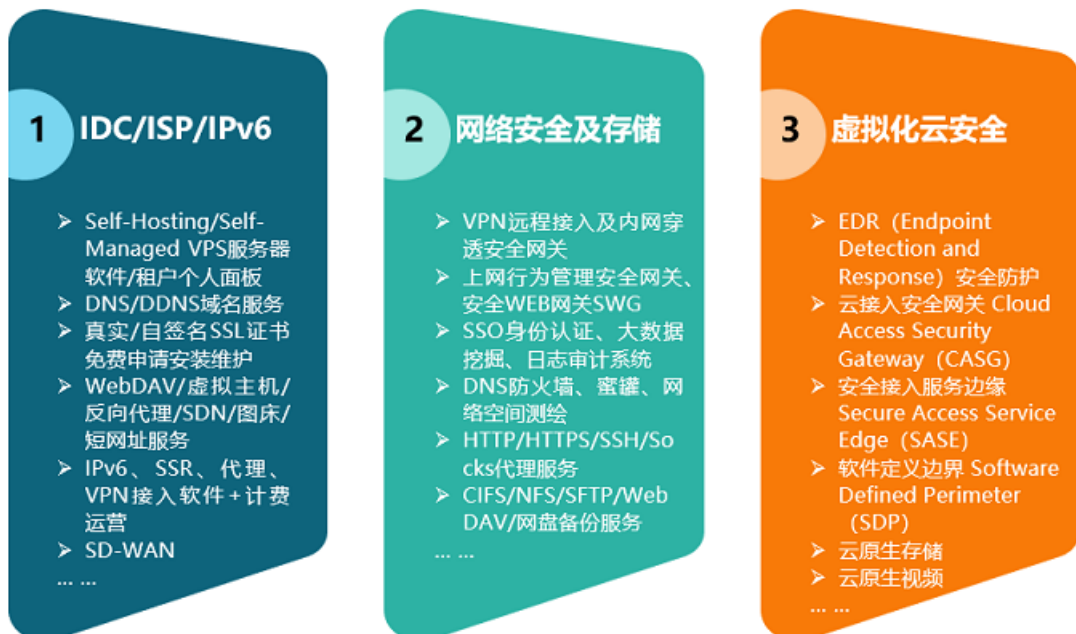 1
IDC/ISP/IPv6
➢ Self-Hosting/Self-
Managed VPS服务器
软件/租户个人面板
➢ DNS/DDNS域名服务
➢ 真实/自签名SSL证书
免费申请安装维护
➢ WebDAV/虚拟主机/
反向代理/SDN/图床/
短网址服务
➢ IPv6、SSR、代理、
VPN接入软件+计费
运营
➢ SD-WAN
... ...
2
网络安全及存储
➢ VPN远程接入及内网穿
透安全网关
➢ 上网行为管理安全网关、
安全WEB网关SWG
➢ SSO身份认证、大数据
挖掘、日志审计系统
➢ DNS防火墙、蜜罐、网
络空间测绘
➢ HTTP/HTTPS/SSH/So
cks代理服务
➢ CIFS/NFS/SFTP/Web
DAV/网盘备份服务
... ...
3
虚拟化云安全
➢ EDR（Endpoint
Detection and
Response）安全防护
➢ 云接入安全网关 Cloud
Access Security
Gateway（CASG）
➢ 安全接入服务边缘
Secure Access Service
Edge（SASE）
➢ 软件定义边界 Software
Defined Perimeter
（SDP）
➢ 云原生存储
➢ 云原生视频
... ...